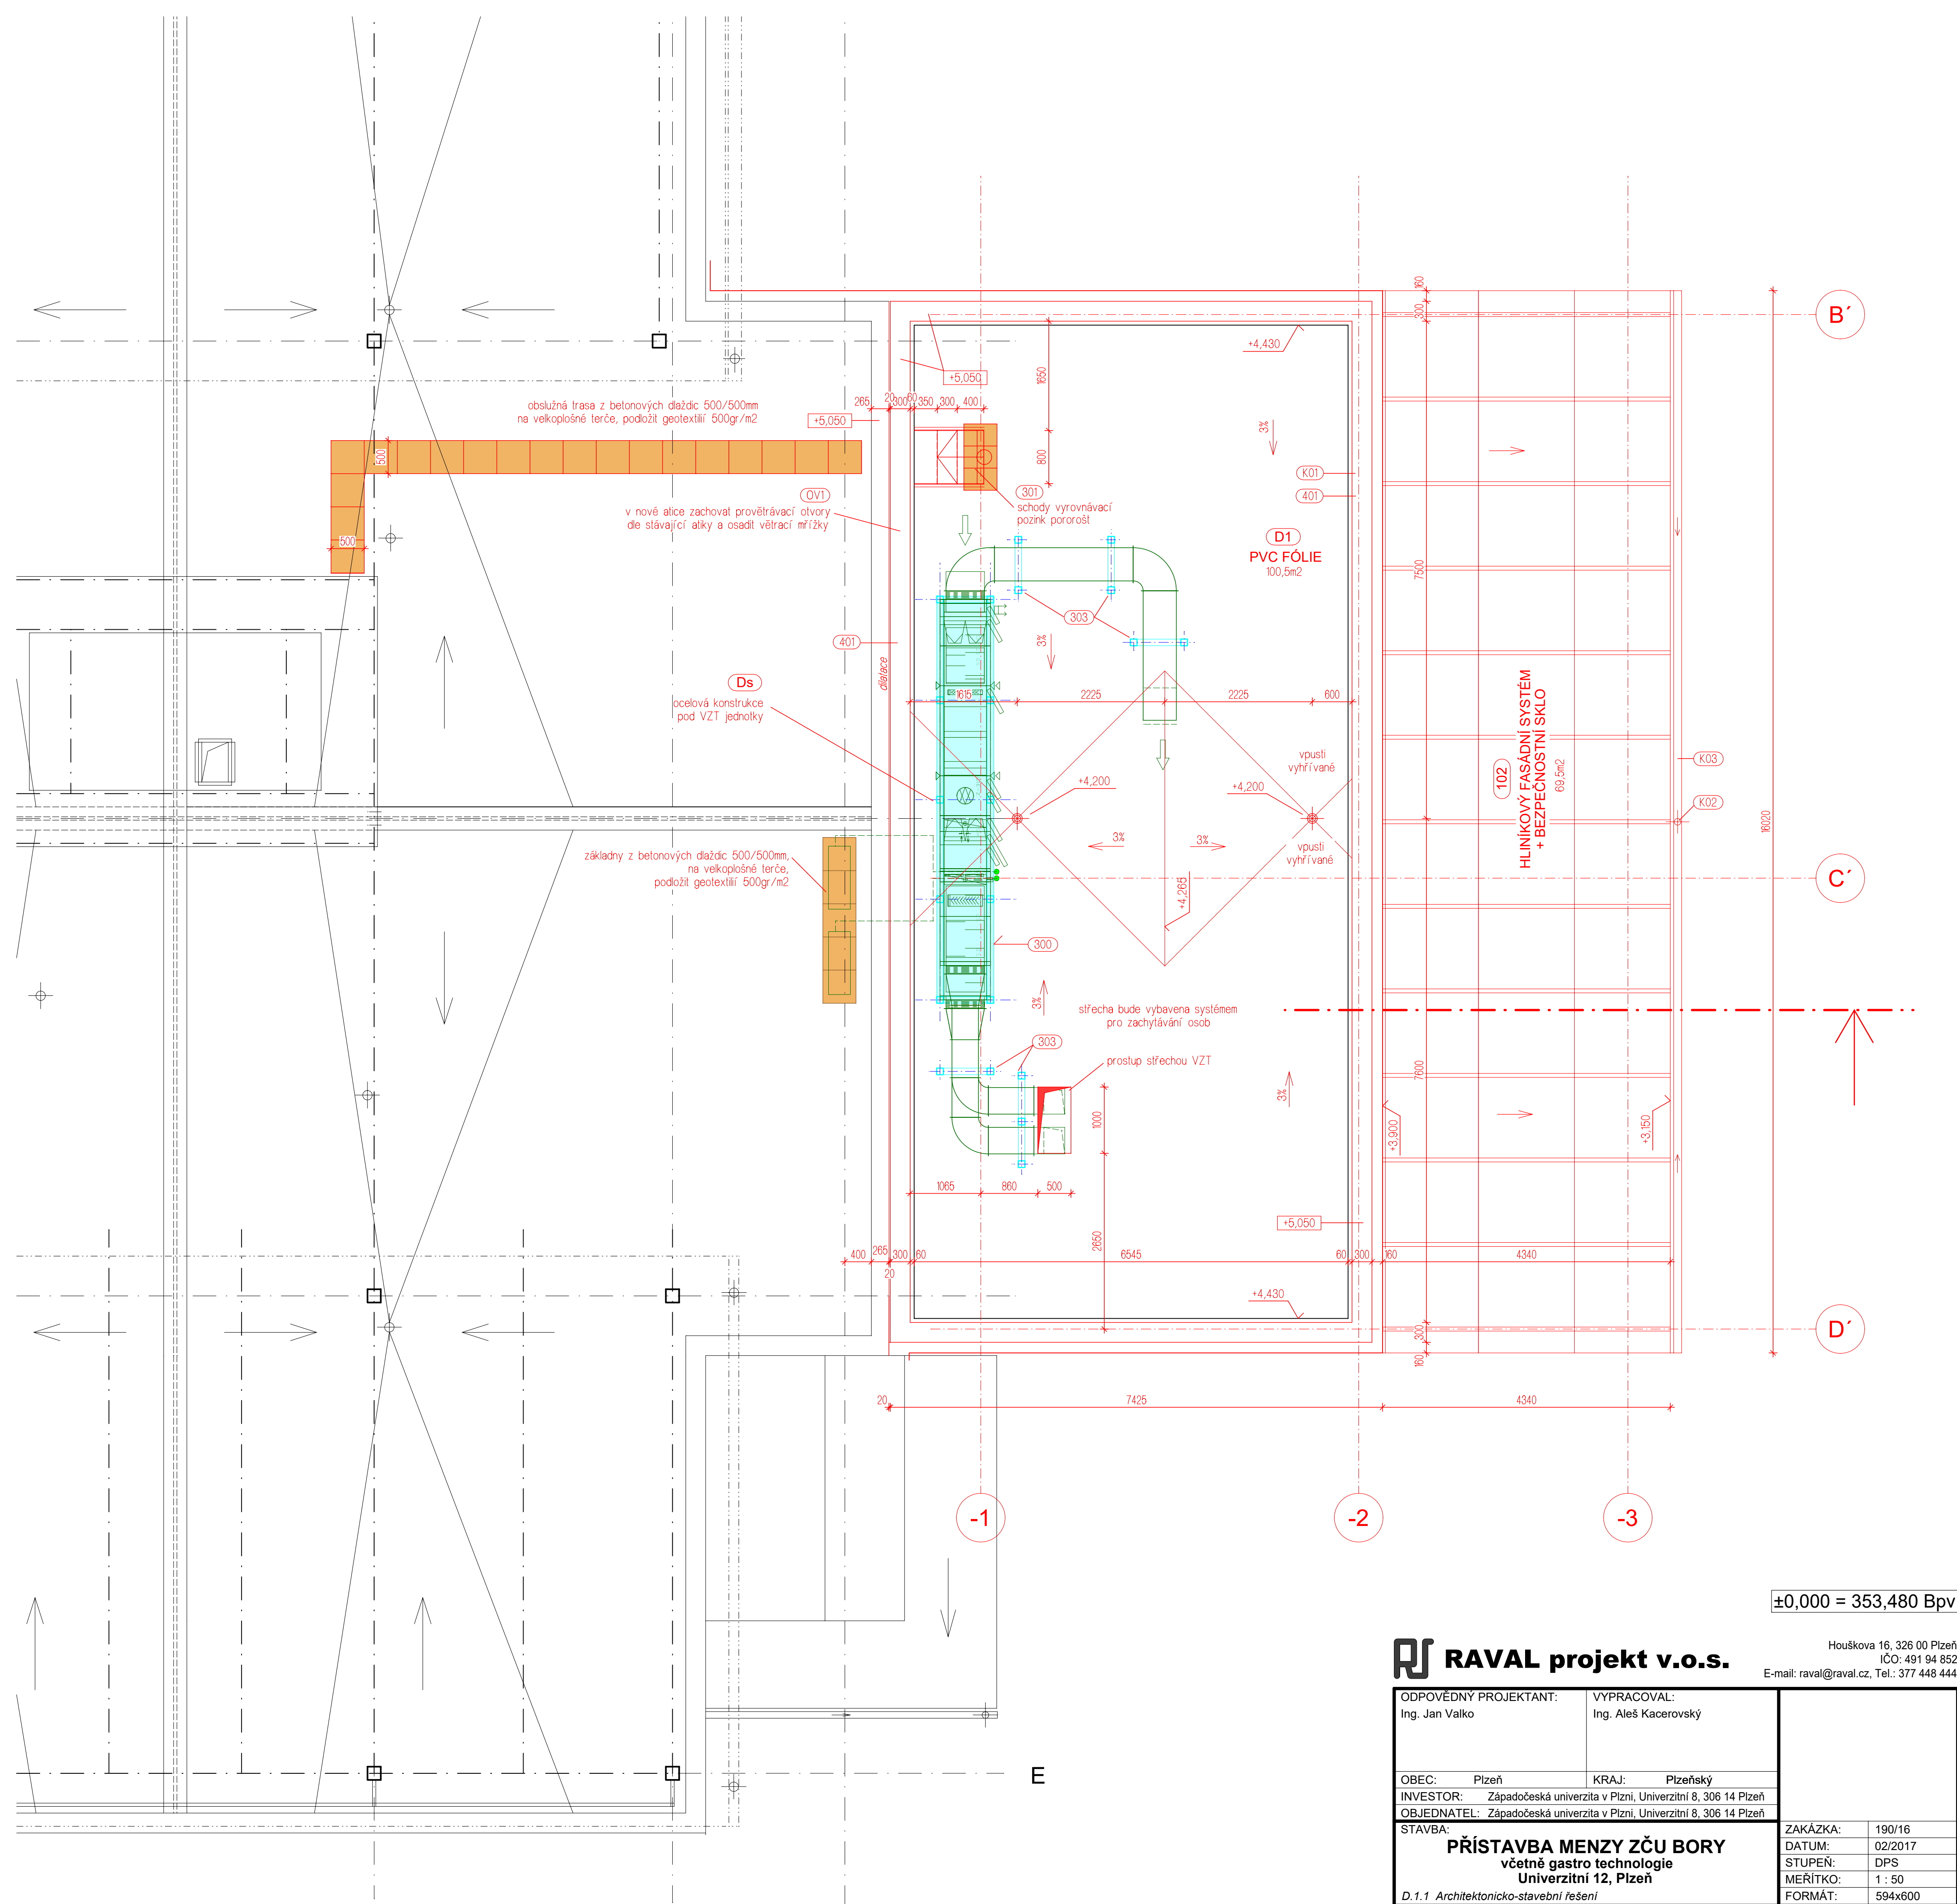 B´
160
300
+4,430
+5,050
1650
obslužná trasa z betonových dlaždic 500/500mm
na velkoplošné terče, podložit geotextilií 500gr/m2
265
20
300
60
350
300
400
+5,050
3%
500
800
K01
OV1
301
401
v nové atice zachovat provětrávací otvory
dle stávající atiky a osadit větrací mřížky
schody vyrovnávací
pozink pororošt
500
D1
PVC FÓLIE
100,5m2
7500
303
401
3%
dilatace
Ds
ocelová konstrukce
pod VZT jednotky
1615
2225
2225
600
102
HLINÍKOVÝ FASÁDNÍ SYSTÉM
+ BEZPEČNOSTNÍ SKLO
69,5m2
vpusti
vyhřívané
K03
+4,200
+4,200
K02
16020
3%
3%
vpusti
vyhřívané
základny z betonových dlaždic 500/500mm,
na velkoplošné terče,
podložit geotextilií 500gr/m2
C´
+4,265
300
3%
střecha bude vybavena systémem
pro zachytávání osob
303
prostup střechou VZT
7600
3%
1000
+3,900
+3,150
1065
860
500
+5,050
2650
400
265
20
300
60
6545
60
300
160
4340
+4,430
300
D´
160
20
7425
4340
-1
-2
-3
±0,000 = 353,480 Bpv
RAVAL projekt v.o.s.
Houškova 16, 326 00 Plzeň
IČO: 491 94 852
E-mail: raval@raval.cz, Tel.: 377 448 444
ODPOVĚDNÝ PROJEKTANT:
Ing. Jan Valko
VYPRACOVAL:
Ing. Aleš Kacerovský
E
OBEC: Plzeň KRAJ: Plzeňský
INVESTOR: Západočeská univerzita v Plzni, Univerzitní 8, 306 14 Plzeň
OBJEDNATEL: Západočeská univerzita v Plzni, Univerzitní 8, 306 14 Plzeň
STAVBA:
PŘÍSTAVBA MENZY ZČU BORY
včetně gastro technologie
Univerzitní 12, Plzeň
D.1.1 Architektonicko-stavební řešení
ZAKÁZKA: 190/16
DATUM: 02/2017
STUPEŇ: DPS
MEŘÍTKO: 1 : 50
FORMÁT: 594x600